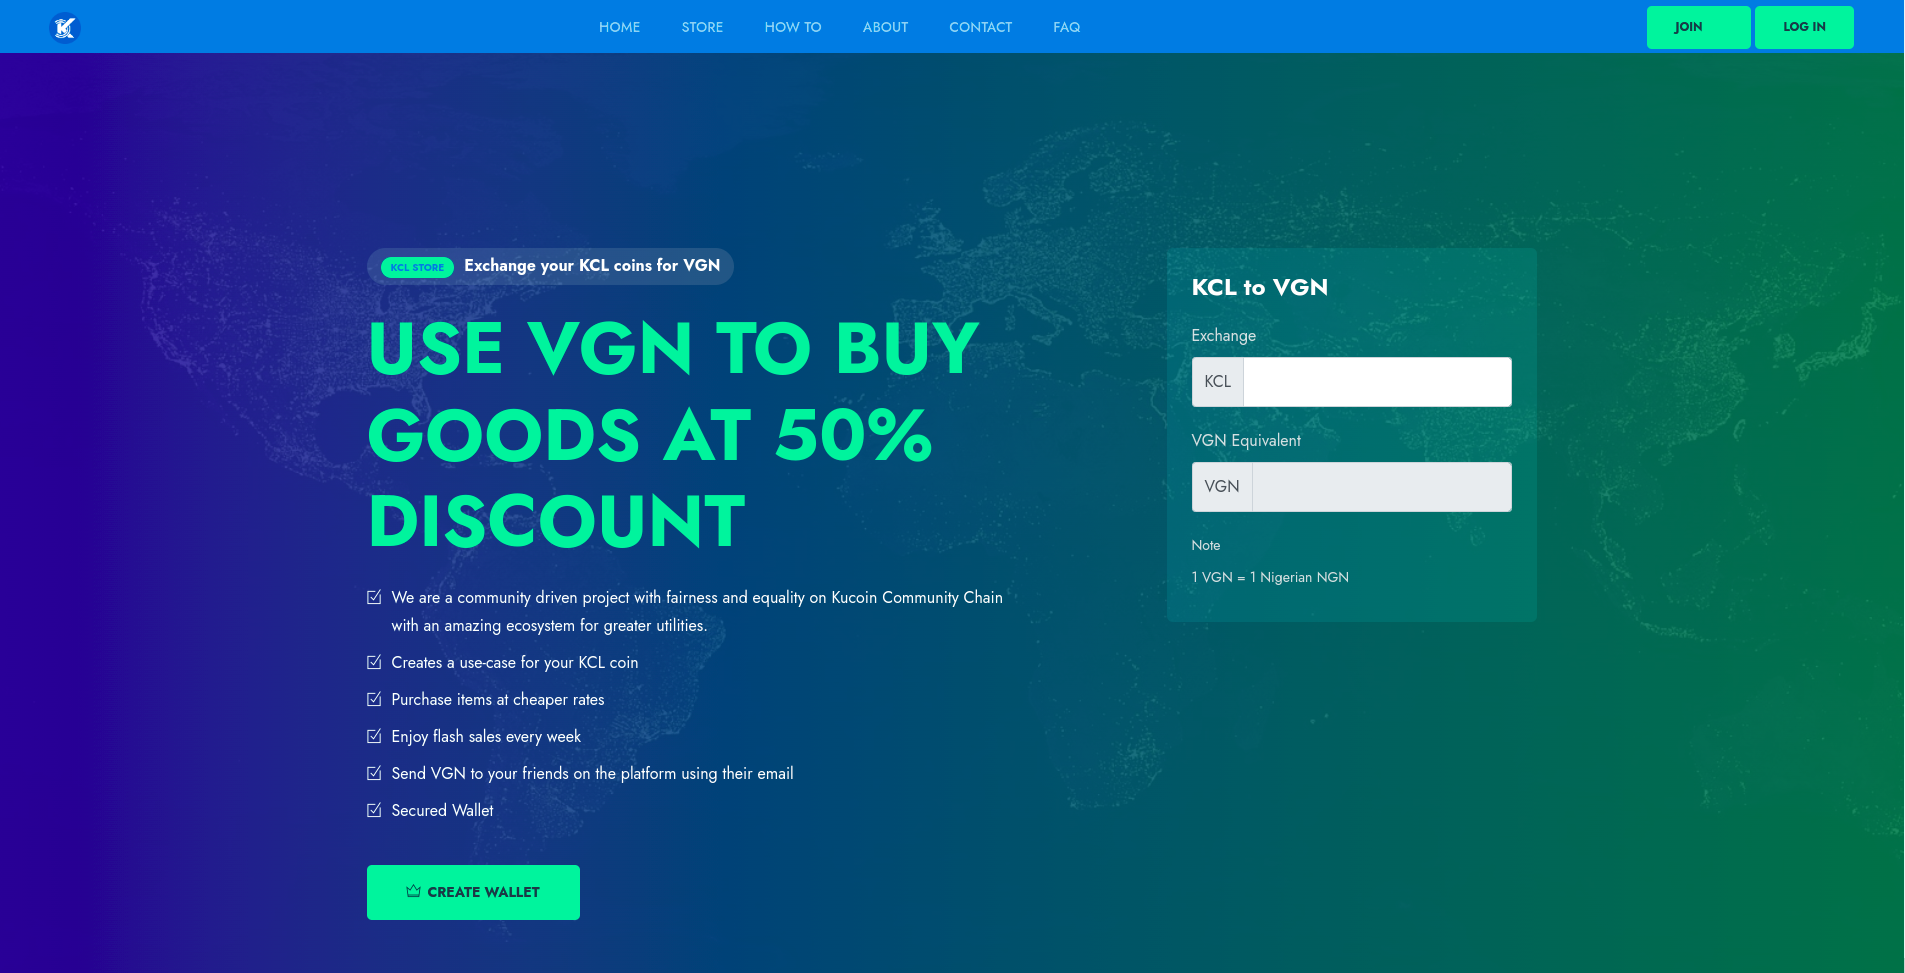 HOME STORE HOW TO ABOUT CONTACT FAQ JOIN LOG IN
KCL STORE Exchange your KCL coins for VGN
USE VGN TO BUY
GOODS AT 50%
DISCOUNT
We are a community driven project with fairness and equality on Kucoin Community Chain
with an amazing ecosystem for greater utilities.
Creates a use-case for your KCL coin
Purchase items at cheaper rates
Enjoy flash sales every week
Send VGN to your friends on the platform using their email
Secured Wallet
CREATE WALLET
KCL to VGN
Exchange
KCL
VGN Equivalent
VGN
Note
1 VGN = 1 Nigerian NGN